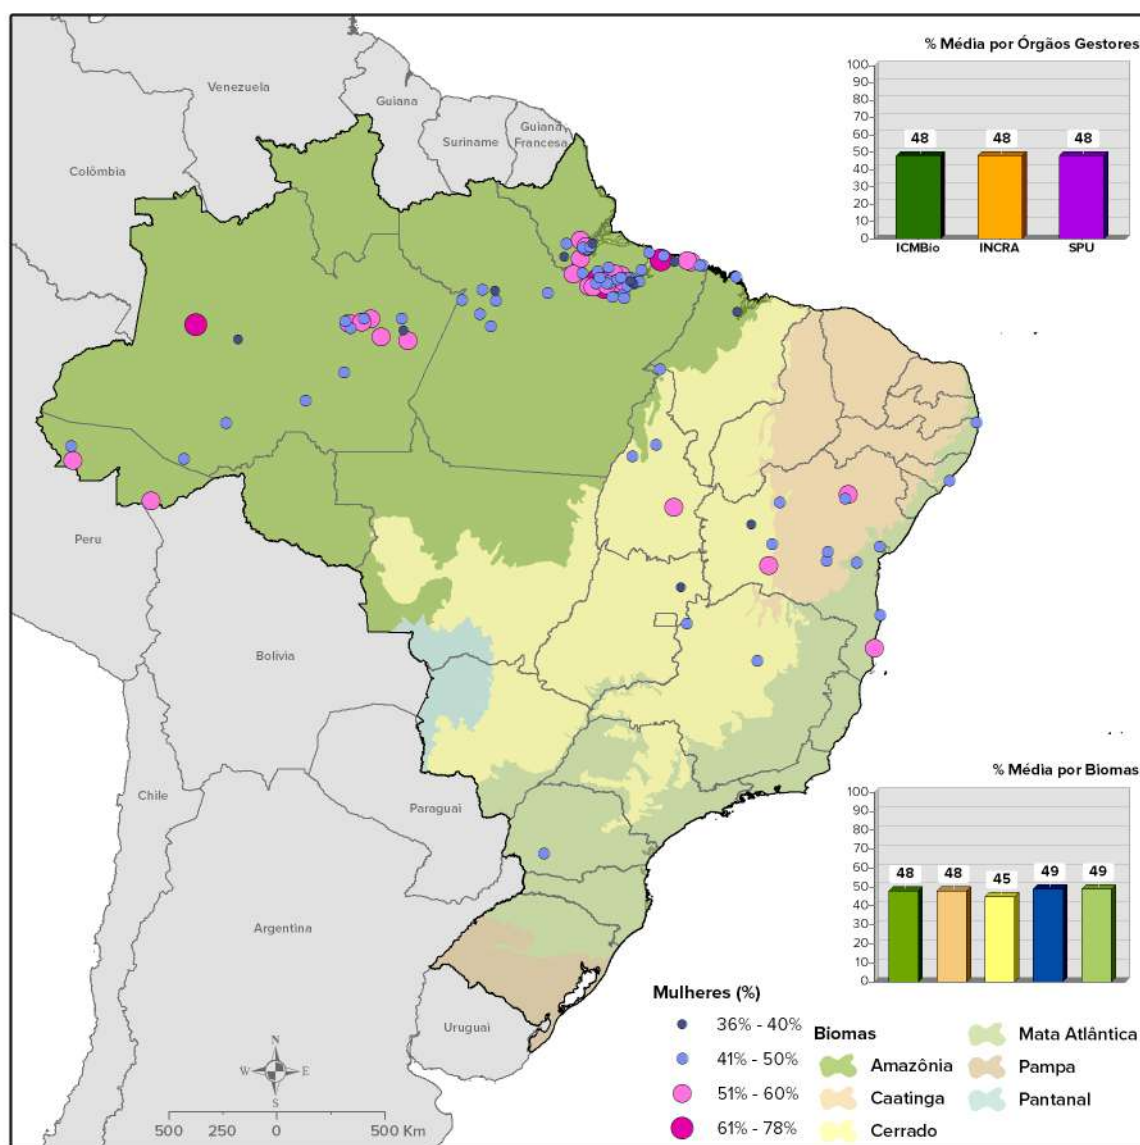 % Média por Órgãos Gestores
100
90
80
70
60
50
40
30
20
10
0
48
48
48
ICMBio
INCRA
SPU
Venezuela
Guiana
Suriname
Guiana
Francesa
Colômbia
Peru
Bolívia
Chile
Paraguai
Argentina
Uruguai
% Média por Biomas
100
90
80
70
60
50
40
30
20
10
0
48
48
45
49
49
Mulheres (%)
36% - 40%
41% - 50%
51% - 60%
61% - 78%
Biomas
Amazônia
Caatinga
Cerrado
Mata Atlântica
Pampa
Pantanal
N
W
E
S
500 250 0 500 Km